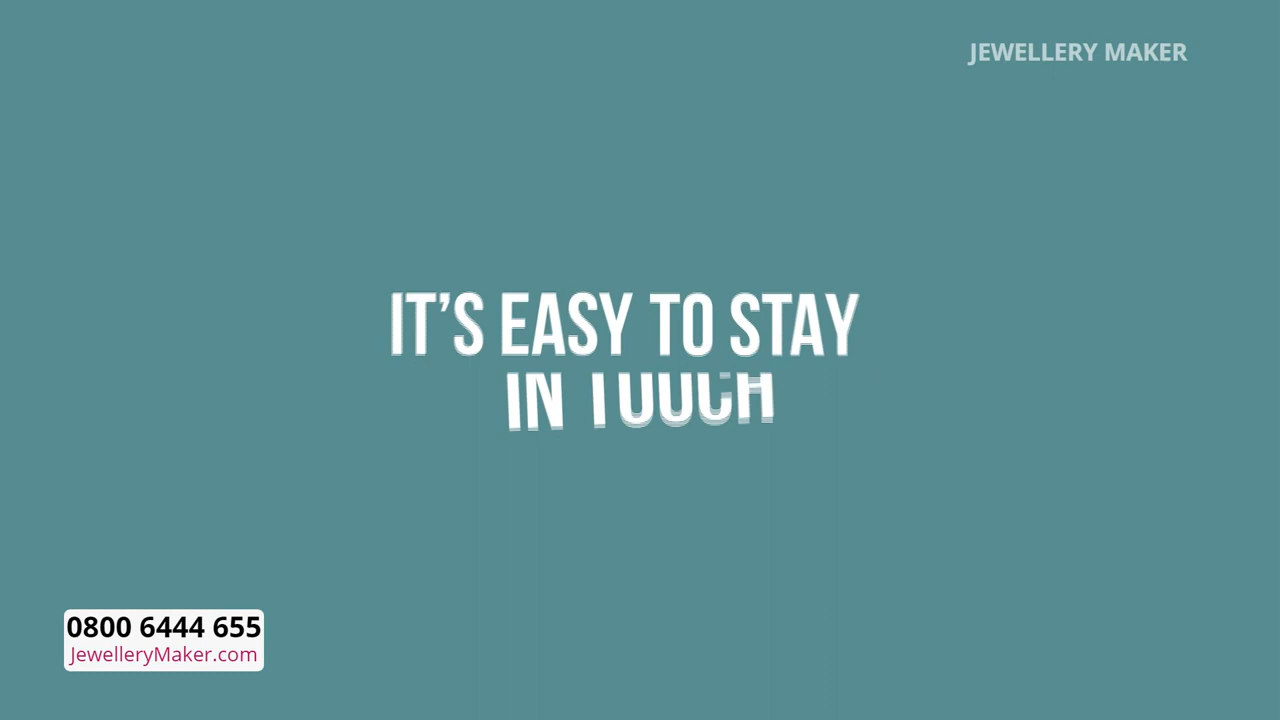 JEWELLERY MAKER
IT'S EASY TO STAY
IN TOUCH
0800 6444 655
JewelleryMaker.com